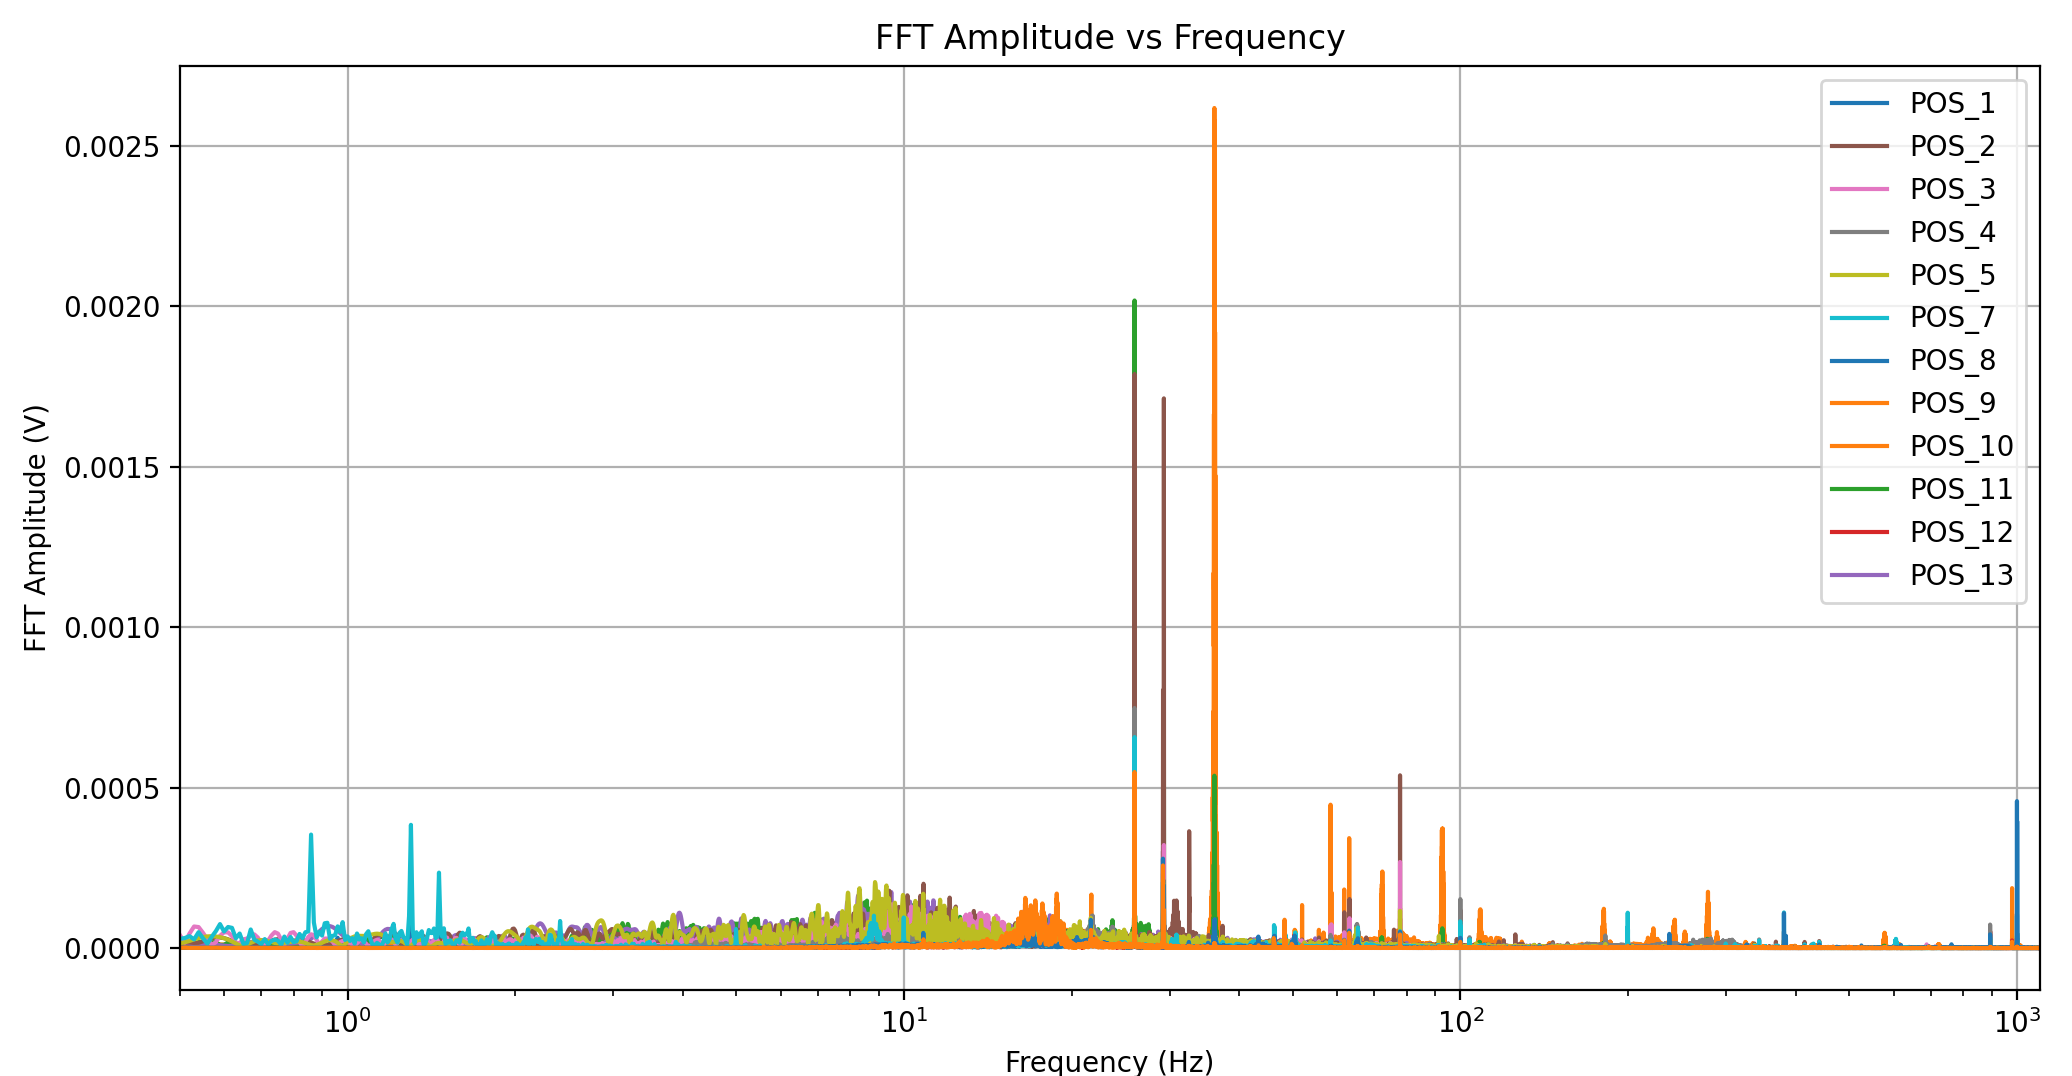 FFT Amplitude vs Frequency
FFT Amplitude (V)
0.0025
0.0020
0.0015
0.0010
0.0005
0.0000
10⁰
10¹
10²
10³
Frequency (Hz)
POS_1
POS_2
POS_3
POS_4
POS_5
POS_7
POS_8
POS_9
POS_10
POS_11
POS_12
POS_13